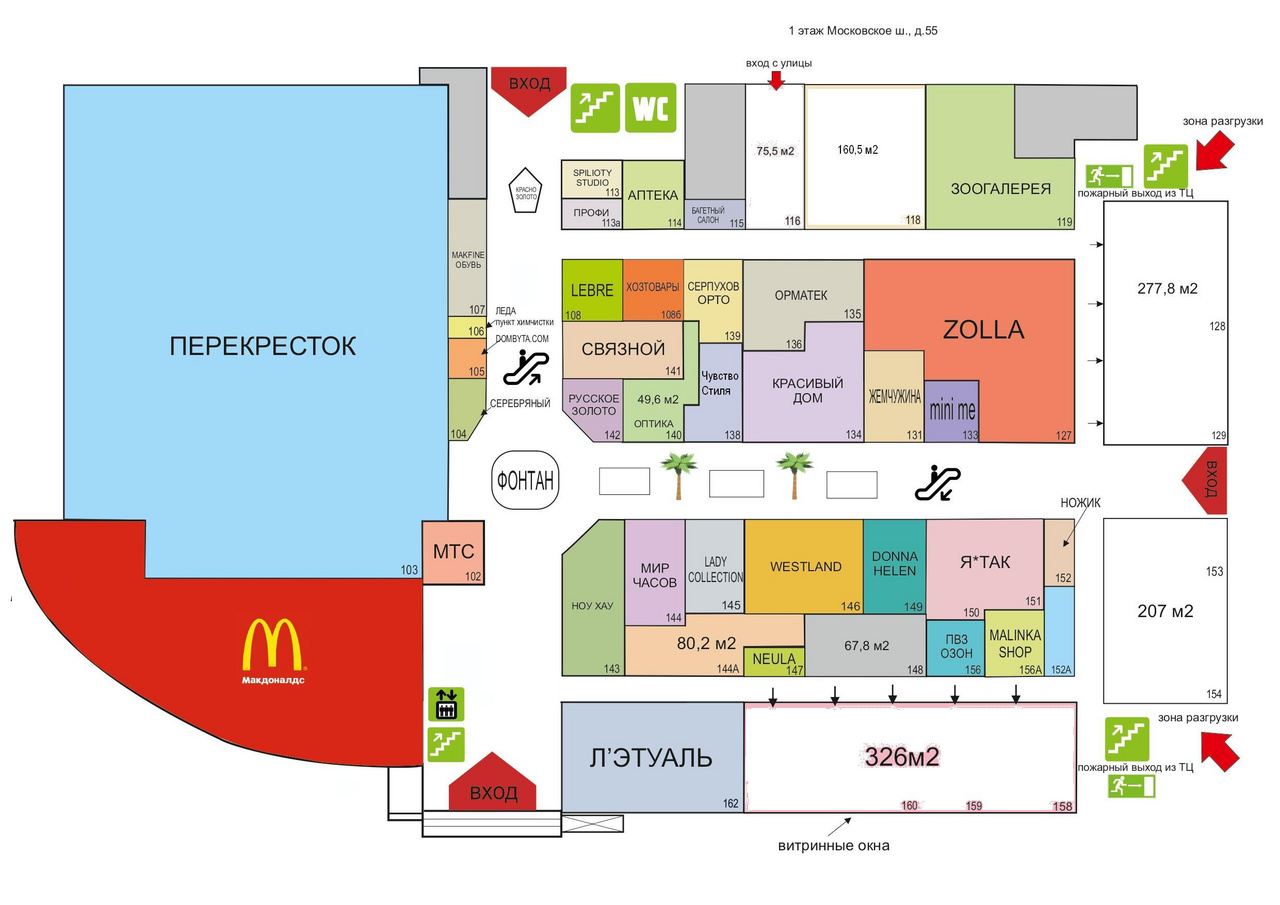 1 этаж Московское ш., д.55
вход с улицы
ВХОД
WC
зона разгрузки
пожарный выход из ТЦ
КРАСНО
ЗОЛОТО
SPILIOTY
STUDIO
113
ПРОФИ
113а
АПТЕКА
114
БАГЕТНЫЙ
САЛОН
115
75,5 м2
116
160,5 м2
118
ЗООГАЛЕРЕЯ
119
277,8 м2
128
129
ПЕРЕКРЕСТОК
103
MAKFINE
ОБУВЬ
107
106
ЛЕДА
пункт химчистки
105
DOMBYTA.COM
104
СЕРЕБРЯНЫЙ
LEBRE
108
ХОЗТОВАРЫ
108б
СЕРПУХОВ
ОРТО
139
ОРМАТЕК
135
136
ZOLLA
127
СВЯЗНОЙ
141
РУССКОЕ
ЗОЛОТО
142
49,6 м2
ОПТИКА
140
Чувство
Стиля
138
КРАСИВЫЙ
ДОМ
134
ЖЕМЧУЖИНА
131
mini me
133
ФОНТАН
ВХОД
НОЖИК
МТС
102
НОУ ХАУ
143
МИР
ЧАСОВ
144
LADY
COLLECTION
145
WESTLAND
146
DONNA
HELEN
149
Я*ТАК
151
150
152
80,2 м2
144А
NEULA
147
67,8 м2
148
ПВЗ
ОЗОН
156
MALINKA
SHOP
156А
152А
153
207 м2
154
Макдоналдс
ВХОД
Л’ЭТУАЛЬ
162
326м2
160
159
158
витринные окна
зона разгрузки
пожарный выход из ТЦ